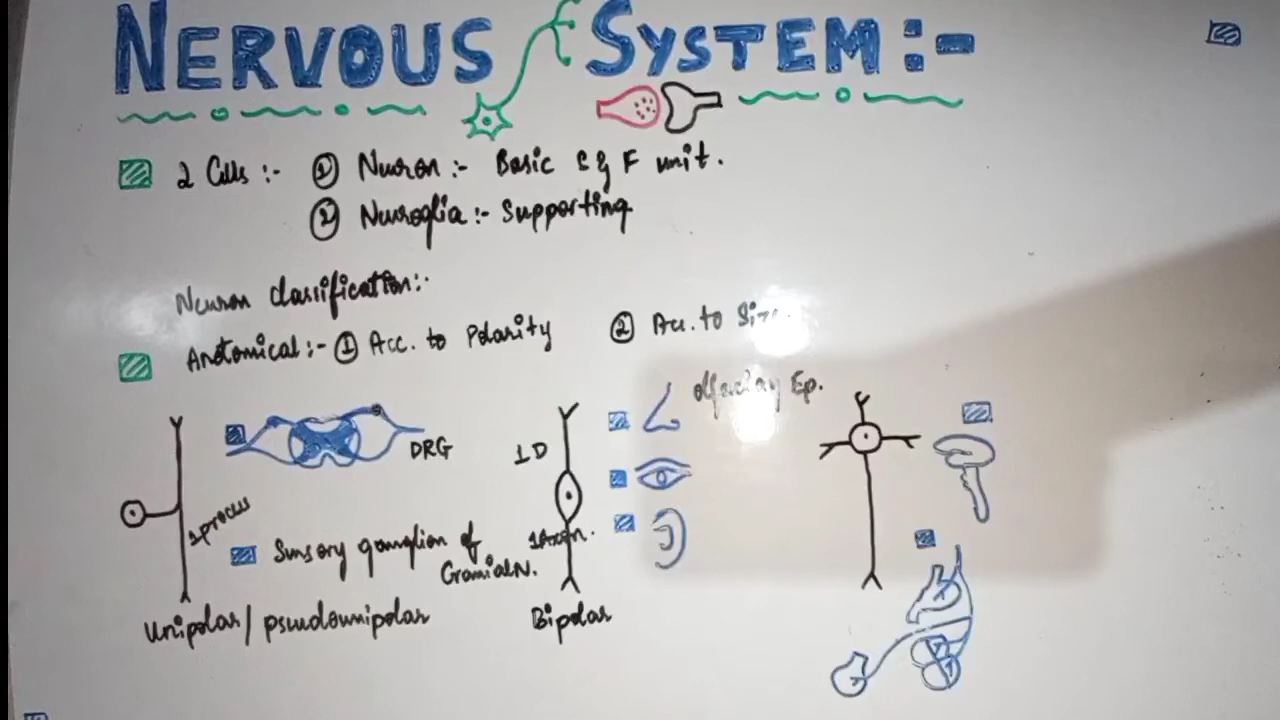 NERVOUS SYSTEM :-
2 Cells :- ① Neuron :- Basic S & F unit.
② Neuroglia :- Supporting
Neuron classification :-
Anatomical :- ① Acc. to Polarity ② Acc. to Size
Olfactory Ep.
DRG
1D
1 process
Sensory ganglion of
Cranial N.
1 Axon.
Unipolar / pseudounipolar
Bipolar